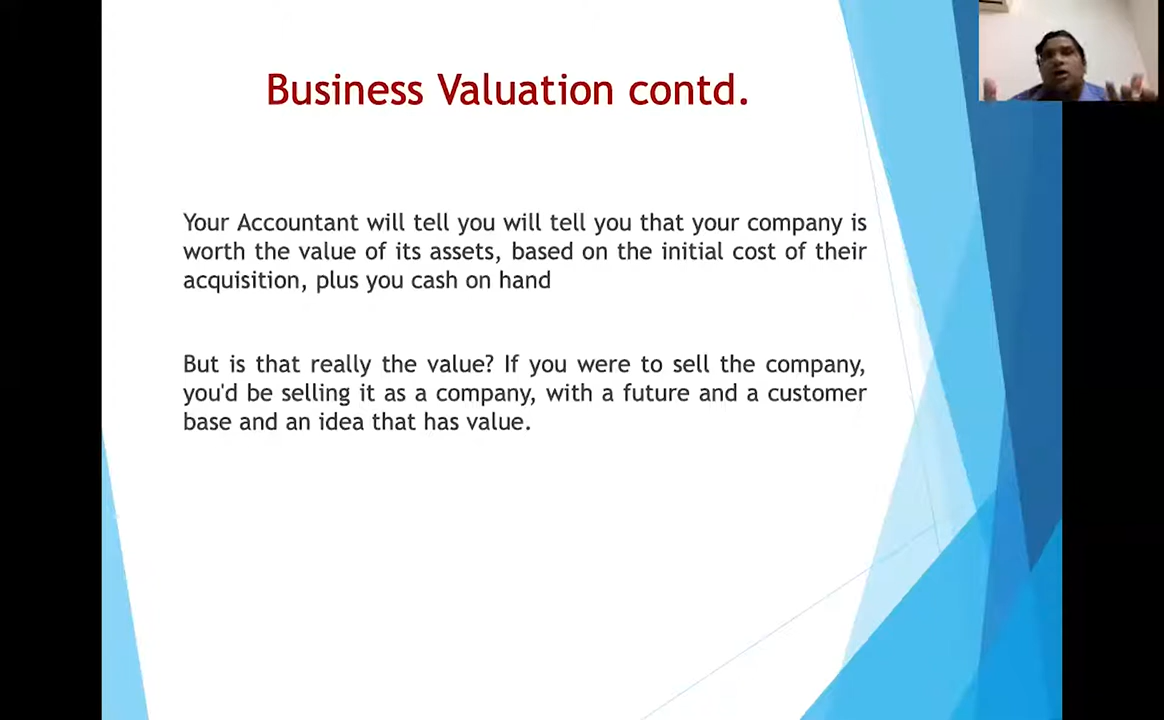 Business Valuation contd.
Your Accountant will tell you will tell you that your company is
worth the value of its assets, based on the initial cost of their
acquisition, plus you cash on hand
But is that really the value? If you were to sell the company,
you'd be selling it as a company, with a future and a customer
base and an idea that has value.